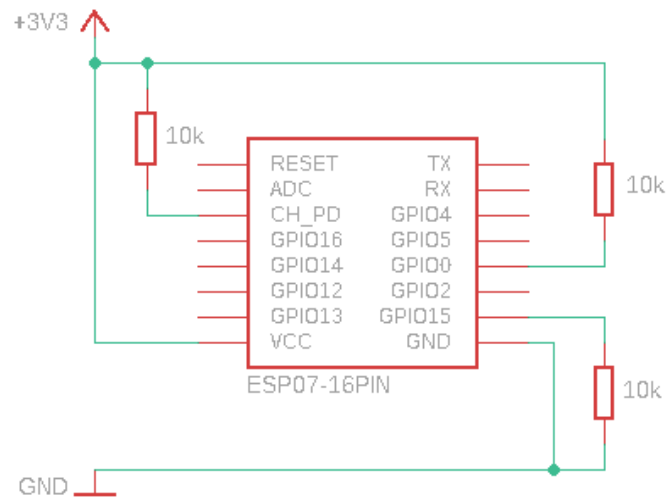 +3V3
10k
RESET
ADC
CH_PD
GPIO16
GPIO14
GPIO12
GPIO13
VCC
TX
RX
GPIO4
GPIO5
GPIO0
GPIO2
GPIO15
GND
ESP07-16PIN
10k
10k
GND